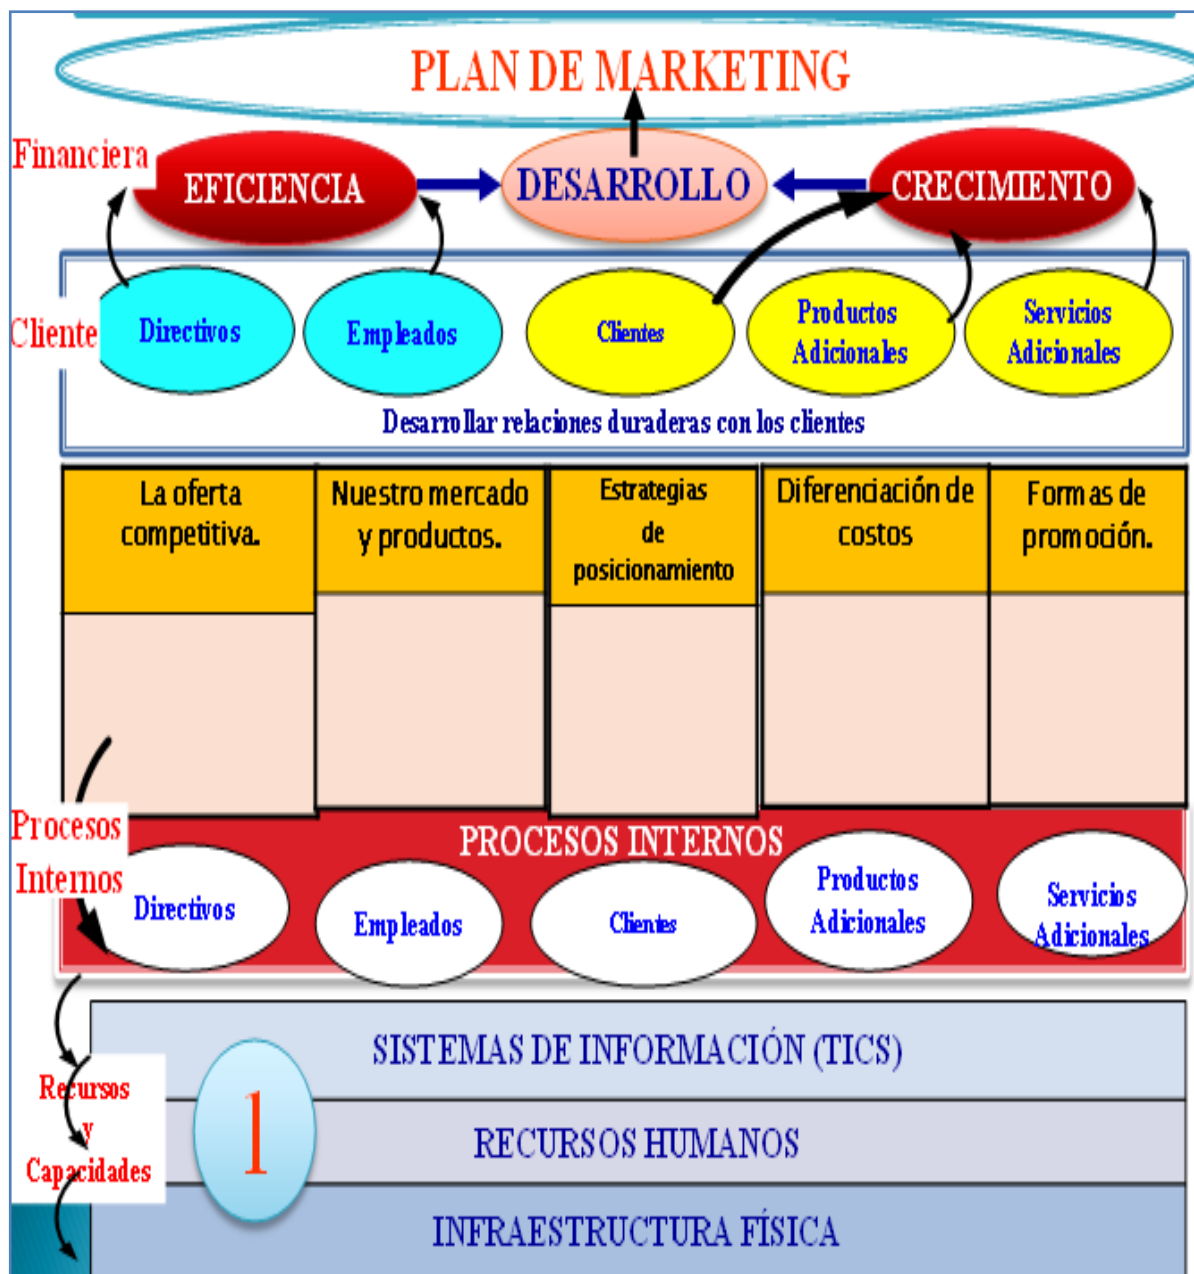 PLAN DE MARKETING
Financiera
EFICIENCIA
DESARROLLO
CRECIMIENTO
Cliente
Directivos
Empleados
Clientes
Productos
Adicionales
Servicios
Adicionales
Desarrollar relaciones duraderas con los clientes
La oferta
competitiva.
Nuestro mercado
y productos.
Estrategias
de
posicionamiento
Diferenciación de
costos
Formas de
promoción.
Procesos
Internos
PROCESOS INTERNOS
Directivos
Empleados
Clientes
Productos
Adicionales
Servicios
Adicionales
Recursos
y
Capacidades
1
SISTEMAS DE INFORMACIÓN (TICS)
RECURSOS HUMANOS
INFRAESTRUCTURA FÍSICA